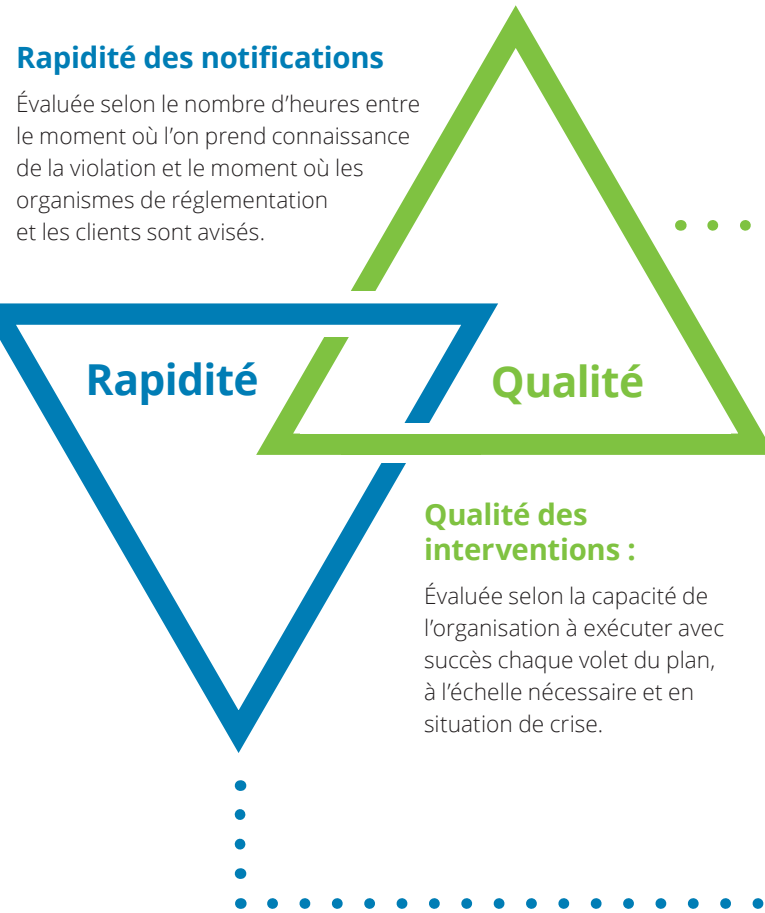 Rapidité des notifications
Évaluée selon le nombre d’heures entre
le moment où l’on prend connaissance
de la violation et le moment où les
organismes de réglementation
et les clients sont avisés.
Rapidité
Qualité
Qualité des
interventions :
Évaluée selon la capacité de
l’organisation à exécuter avec
succès chaque volet du plan,
à l’échelle nécessaire et en
situation de crise.